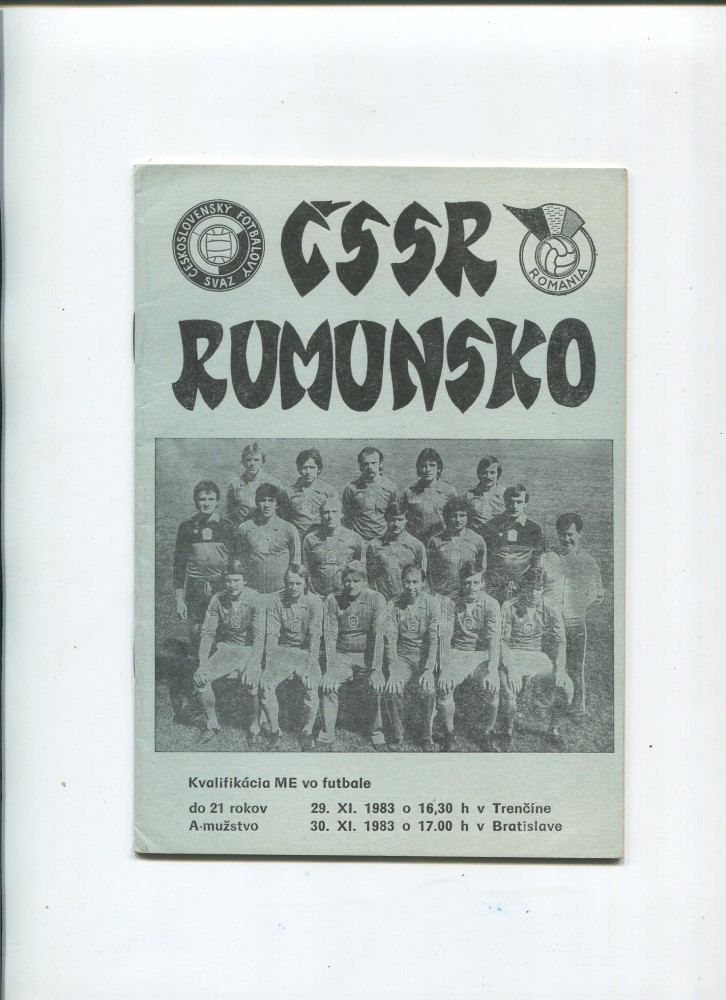 ČESKOSLOVENSKÝ FOTBALOVÝ SVAZ
ČSSR
ROMANIA
RUMUNSKO
Kvalifikácia ME vo futbale
do 21 rokov 29. XI. 1983 o 16,30 h v Trenčíne
A-mužstvo 30. XI. 1983 o 17.00 h v Bratislave